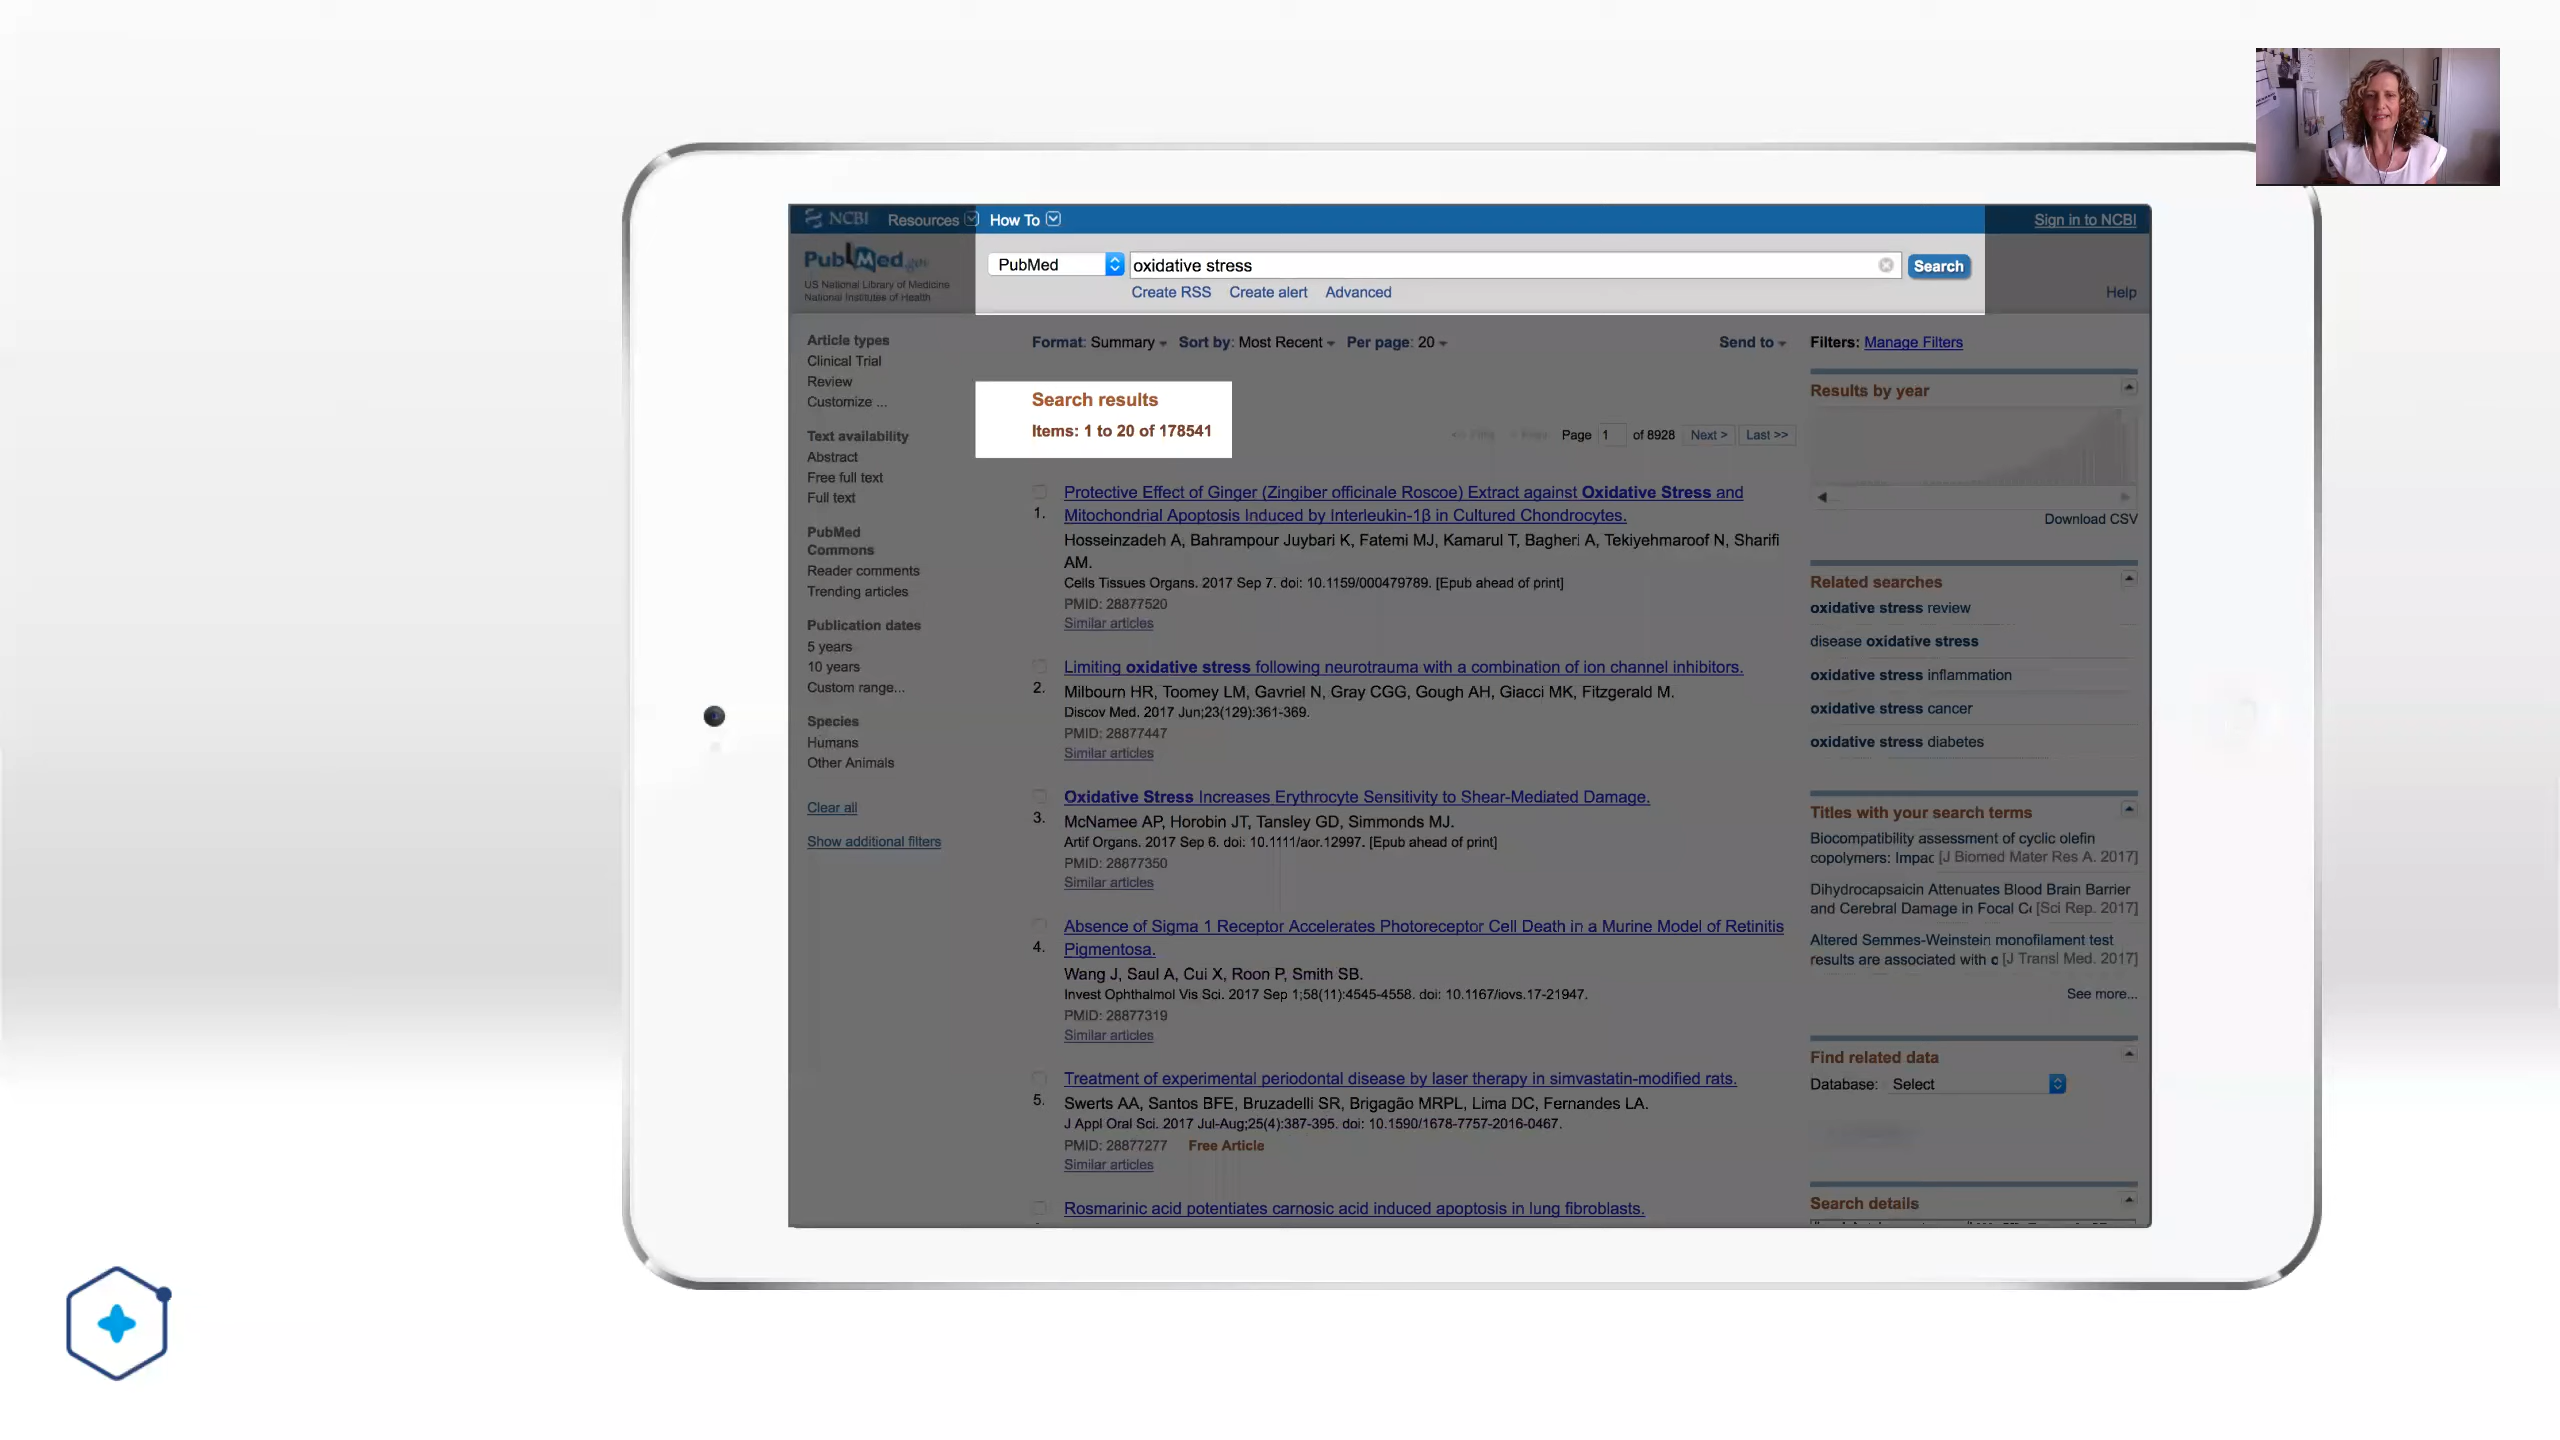 NCBI Resources How To Sign in to NCBI
PubMed.gov
US National Library of Medicine
National Institutes of Health
PubMed oxidative stress Search
Create RSS Create alert Advanced
Help
Article types
Clinical Trial
Review
Customize ...
Text availability
Abstract
Free full text
Full text
PubMed
Commons
Reader comments
Trending articles
Publication dates
5 years
10 years
Custom range...
Species
Humans
Other Animals
Clear all
Show additional filters
Format: Summary Sort by: Most Recent Per page: 20 Send to
Search results
Items: 1 to 20 of 178541
Page 1 of 8928 Next > Last >>
Protective Effect of Ginger (Zingiber officinale Roscoe) Extract against Oxidative Stress and
1. Mitochondrial Apoptosis Induced by Interleukin-1β in Cultured Chondrocytes.
Hosseinzadeh A, Bahrampour Juybari K, Fatemi MJ, Kamarul T, Bagheri A, Tekiyehmaroof N, Sharifi
AM.
Cells Tissues Organs. 2017 Sep 7. doi: 10.1159/000479789. [Epub ahead of print]
PMID: 28877520
Similar articles
Limiting oxidative stress following neurotrauma with a combination of ion channel inhibitors.
2. Milbourn HR, Toomey LM, Gavriel N, Gray CGG, Gough AH, Giacci MK, Fitzgerald M.
Discov Med. 2017 Jun;23(129):361-369.
PMID: 28877447
Similar articles
Oxidative Stress Increases Erythrocyte Sensitivity to Shear-Mediated Damage.
3. McNamee AP, Horobin JT, Tansley GD, Simmonds MJ.
Artif Organs. 2017 Sep 6. doi: 10.1111/aor.12997. [Epub ahead of print]
PMID: 28877350
Similar articles
Absence of Sigma 1 Receptor Accelerates Photoreceptor Cell Death in a Murine Model of Retinitis
4. Pigmentosa.
Wang J, Saul A, Cui X, Roon P, Smith SB.
Invest Ophthalmol Vis Sci. 2017 Sep 1;58(11):4545-4558. doi: 10.1167/iovs.17-21947.
PMID: 28877319
Similar articles
Treatment of experimental periodontal disease by laser therapy in simvastatin-modified rats.
5. Swerts AA, Santos BFE, Bruzadelli SR, Brigagão MRPL, Lima DC, Fernandes LA.
J Appl Oral Sci. 2017 Jul-Aug;25(4):387-395. doi: 10.1590/1678-7757-2016-0467.
PMID: 28877277 Free Article
Similar articles
Rosmarinic acid potentiates carnosic acid induced apoptosis in lung fibroblasts.
Filters: Manage Filters
Results by year
Download CSV
Related searches
oxidative stress review
disease oxidative stress
oxidative stress inflammation
oxidative stress cancer
oxidative stress diabetes
Titles with your search terms
Biocompatibility assessment of cyclic olefin
copolymers: Impac [J Biomed Mater Res A. 2017]
Dihydrocapsaicin Attenuates Blood Brain Barrier
and Cerebral Damage in Focal C [Sci Rep. 2017]
Altered Semmes-Weinstein monofilament test
results are associated with o [J Transl Med. 2017]
See more...
Find related data
Database: Select
Search details